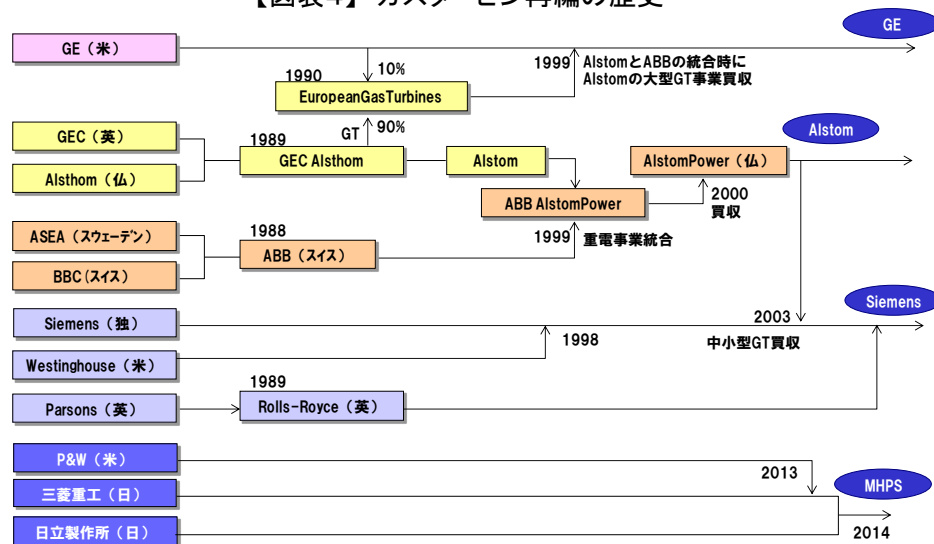 【図表4】ガスタービン再編の歴史
GE
GE（米）
10%
1990
EuropeanGasTurbines
1999
AlstomとABBの統合時に
Alstomの大型GT事業買収
GT
90%
GEC（英）
Alsthom（仏）
1989
GEC Alsthom
Alstom
AlstomPower（仏）
Alstom
ABB AlstomPower
2000
買収
ASEA（スウェーデン）
BBC(スイス）
1988
ABB（スイス）
1999
重電事業統合
Siemens
Siemens（独）
2003
中小型GT買収
1998
Westinghouse（米）
1989
Parsons（英）
Rolls-Royce（英）
P&W（米）
2013
三菱重工（日）
MHPS
日立製作所（日）
2014